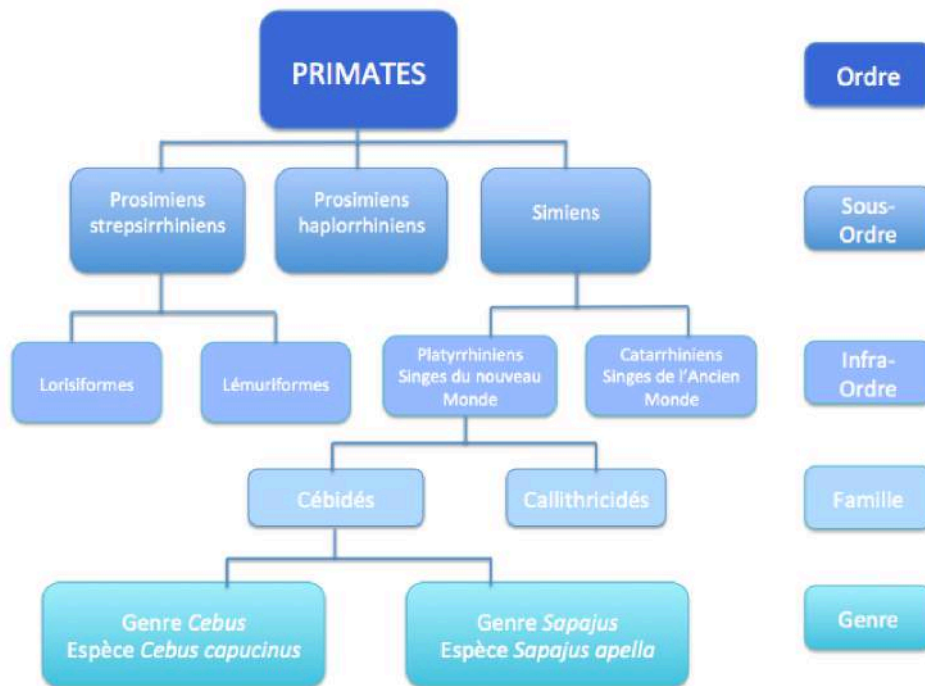 PRIMATES
Ordre
Prosimiens
strepsirrhiniens
Prosimiens
haplorrhiniens
Simiens
Sous-
Ordre
Lorisiformes
Lémuriformes
Platyrrhiniens
Singes du nouveau
Monde
Catarrhiniens
Singes de l'Ancien
Monde
Infra-
Ordre
Cébidés
Callithricidés
Famille
Genre Cebus
Espèce Cebus capucinus
Genre Sapajus
Espèce Sapajus apella
Genre